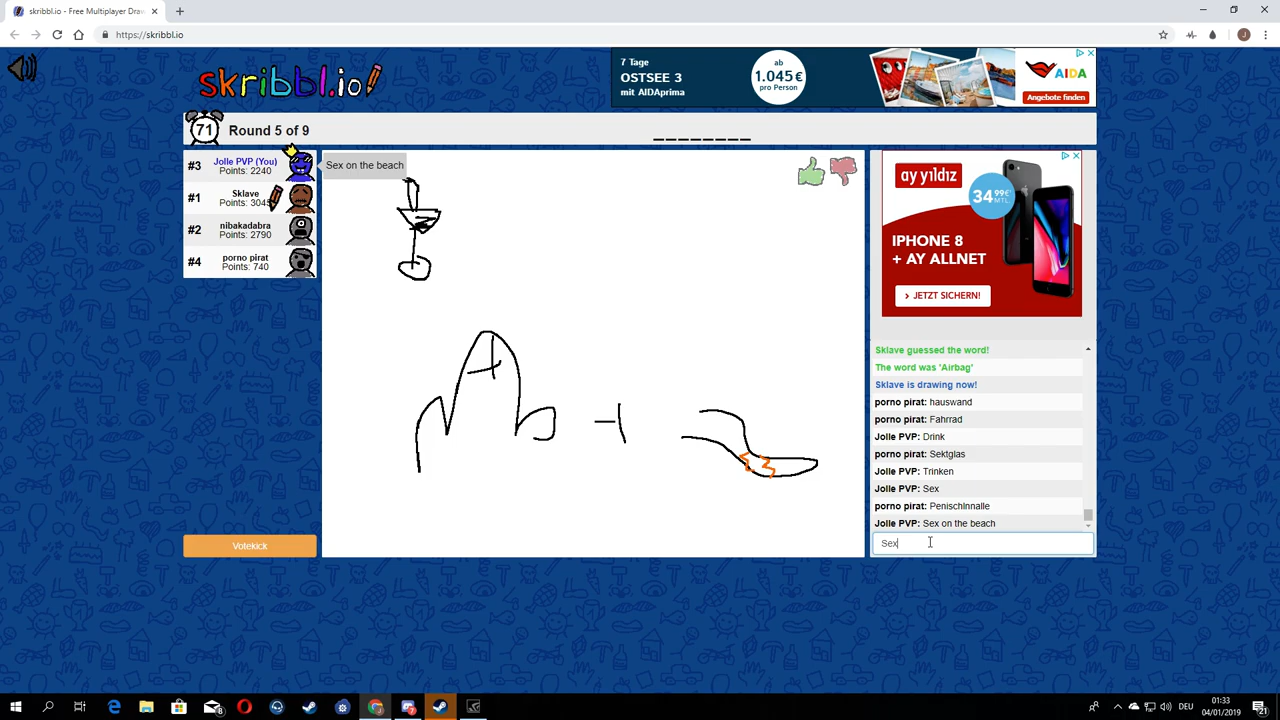 skribbl.io - Free Multiplayer Draw
https://skribbl.io
skribbl.io
7 Tage
OSTSEE 3
mit AIDAprima
ab
1.045 €
pro Person
AIDA
Angebote finden
71
Round 5 of 9
#3
Jolle PVP (You)
Points: 2240
#1
Sklave
Points: 3045
#2
nibakadabra
Points: 2790
#4
porno pirat
Points: 740
Sex on the beach
Votekick
ay yıldız
34,99€
MTL.
IPHONE 8
+ AY ALLNET
> JETZT SICHERN!
Sklave guessed the word!
The word was 'Airbag'
Sklave is drawing now!
porno pirat: hauswand
porno pirat: Fahrrad
Jolle PVP: Drink
porno pirat: Sektglas
Jolle PVP: Trinken
Jolle PVP: Sex
porno pirat: PenischInnalle
Jolle PVP: Sex on the beach
Sex
DEU
01:33
04/01/2019
21